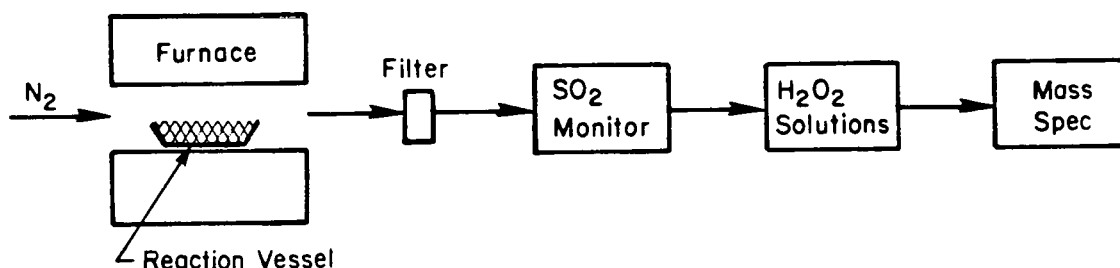 Furnace
N2
Filter
SO2
Monitor
H2O2
Solutions
Mass
Spec
Reaction Vessel